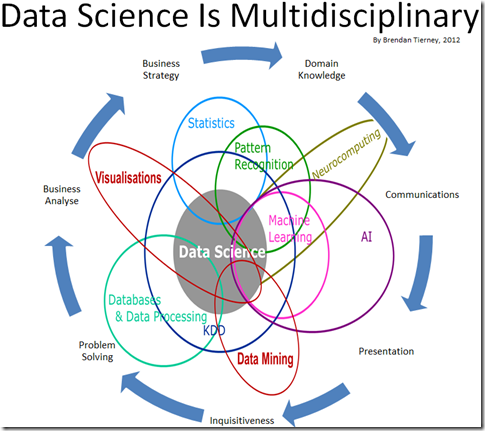 Data Science Is Multidisciplinary
By Brendan Tierney, 2012
Business
Strategy
Domain
Knowledge
Statistics
Pattern
Recognition
Neurocomputing
Visualisations
Business
Analyse
Communications
Machine
Learning
AI
Data Science
Databases
& Data Processing
KDD
Problem
Solving
Data Mining
Presentation
Inquisitiveness